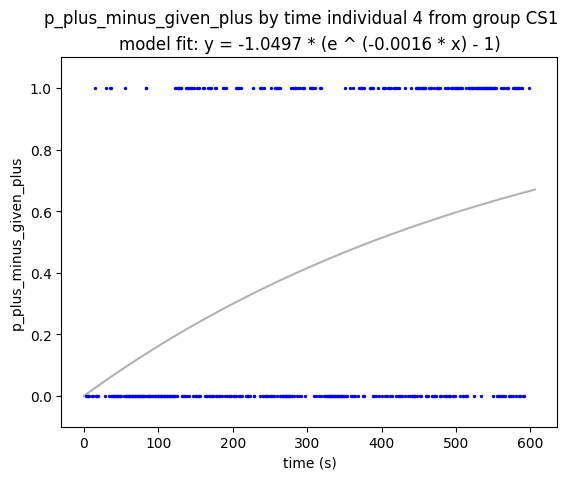 p_plus_minus_given_plus by time individual 4 from group CS1
model fit: y = -1.0497 * (e ^ (-0.0016 * x) - 1)
p_plus_minus_given_plus
1.0
0.8
0.6
0.4
0.2
0.0
0 100 200 300 400 500 600
time (s)